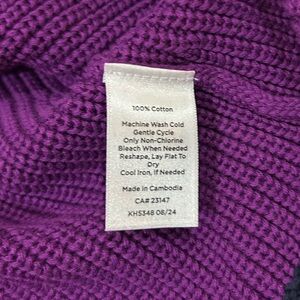 100% Cotton
Machine Wash Cold
Gentle Cycle
Only Non-Chlorine
Bleach When Needed
Reshape, Lay Flat To
Dry
Cool Iron, If Needed
Made in Cambodia
CA# 23147
KH5348 08/24